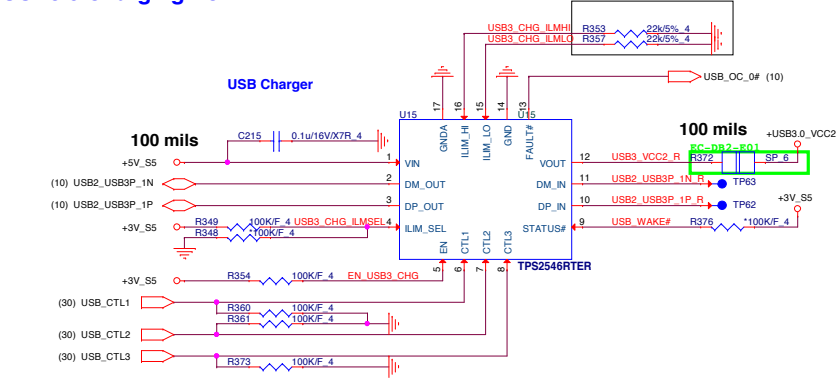 USB3_CHG_ILMHI R353 22k/5%_4
USB3_CHG_ILMLO R357 22k/5%_4
USB_OC_0# (10)
USB Charger
U15 U15
17 16 15 14 13
GNDA ILIM_HI ILIM_LO GND FAULT#
C215 0.1u/16V/X7R_4
100 mils
100 mils
+USB3.0_VCC2
EC-DB2-E01
+5V_S5 1 VIN VOUT 12 USB3_VCC2_R R372 SP_6
(10) USB2_USB3P_1N 2 DM_OUT DM_IN 11 USB2_USB3P_1N_R TP63
(10) USB2_USB3P_1P 3 DP_OUT DP_IN 10 USB2_USB3P_1P_R TP62
+3V_S5
+3V_S5 R349 100K/F_4 USB3_CHG_ILMSEL 4 ILIM_SEL STATUS# 9 USB_WAKE# R376 *100K/F_4
R348 *100K/F_4
EN CTL1 CTL2 CTL3
5 6 7 8
TPS2546RTER
+3V_S5 R354 100K/F_4 EN_USB3_CHG
(30) USB_CTL1
R360 100K/F_4
R361 100K/F_4
(30) USB_CTL2
(30) USB_CTL3
R373 100K/F_4